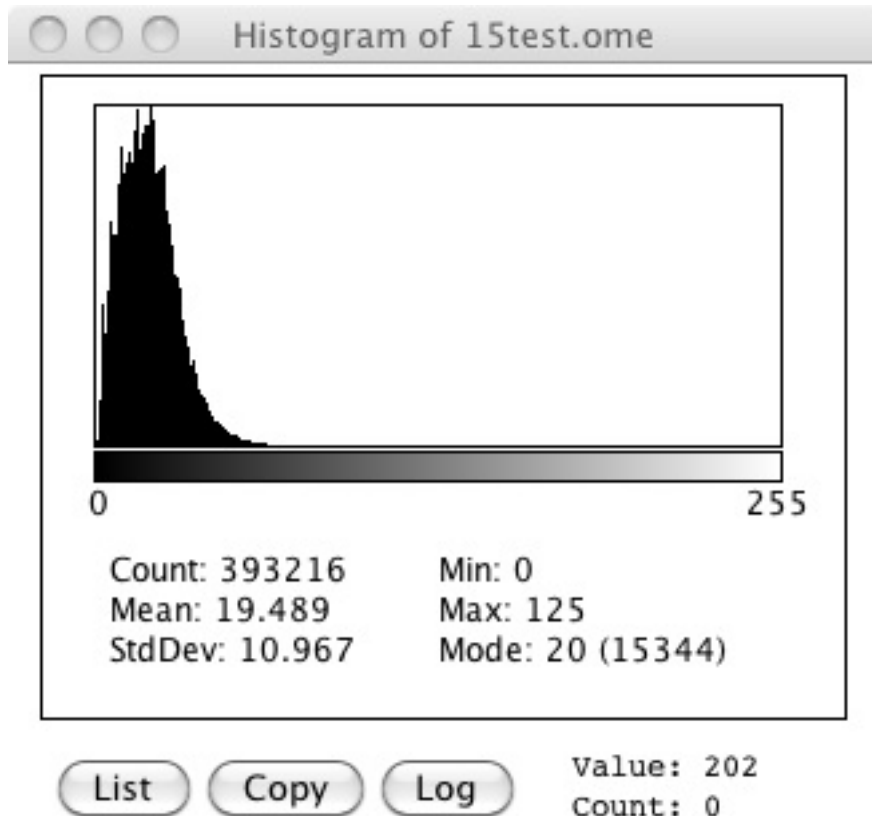 Histogram of 15test.ome
0 255
Count: 393216 Min: 0
Mean: 19.489 Max: 125
StdDev: 10.967 Mode: 20 (15344)
List Copy Log Value: 202
Count: 0